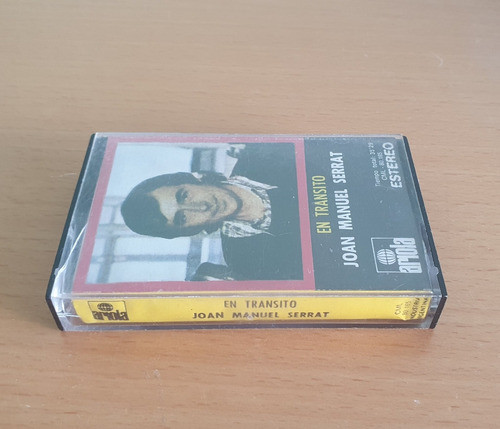 EN TRANSITO
JOAN MANUEL SERRAT
ESTEREO
ariola
ariola
EN TRANSITO
JOAN MANUEL SERRAT